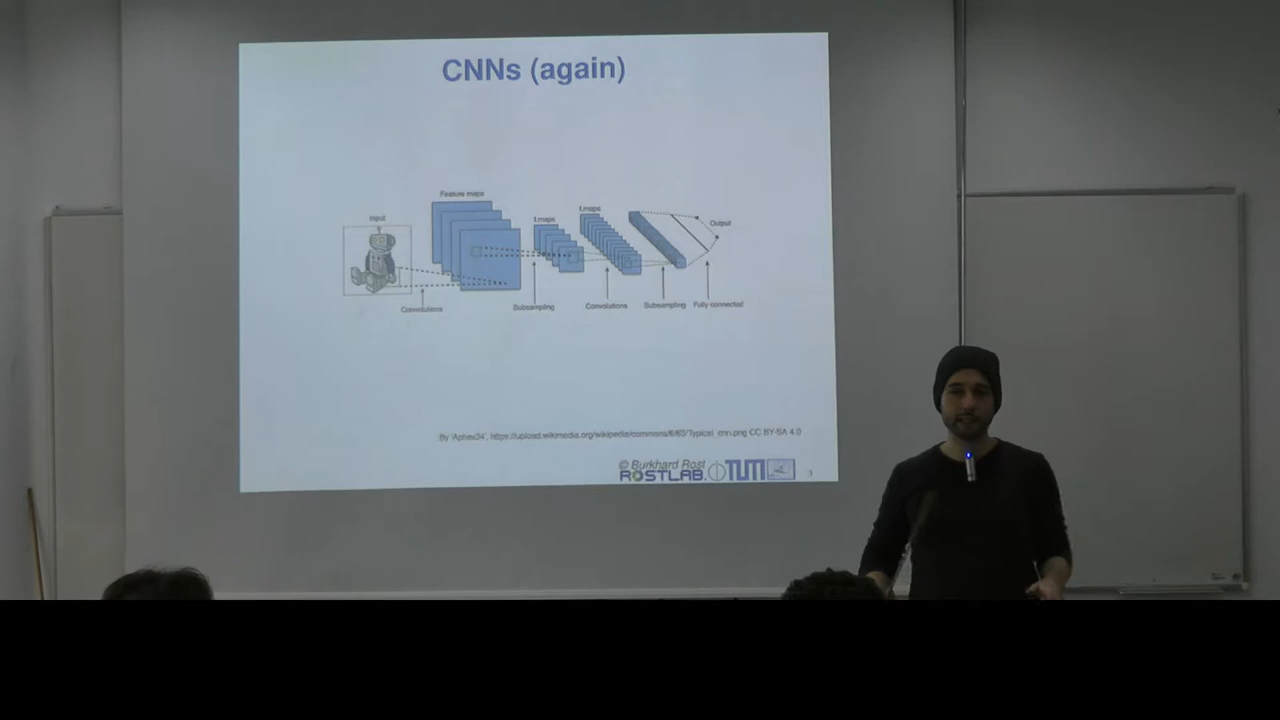 CNNs (again)
Feature maps
Input
f.maps
f.maps
Output
Convolutions
Subsampling
Convolutions
Subsampling
Fully connected
By 'Aphex34', https://upload.wikimedia.org/wikipedia/commons/6/63/Typical_cnn.png CC BY-SA 4.0
© Burkhard Rost
ROSTLAB.
TUM